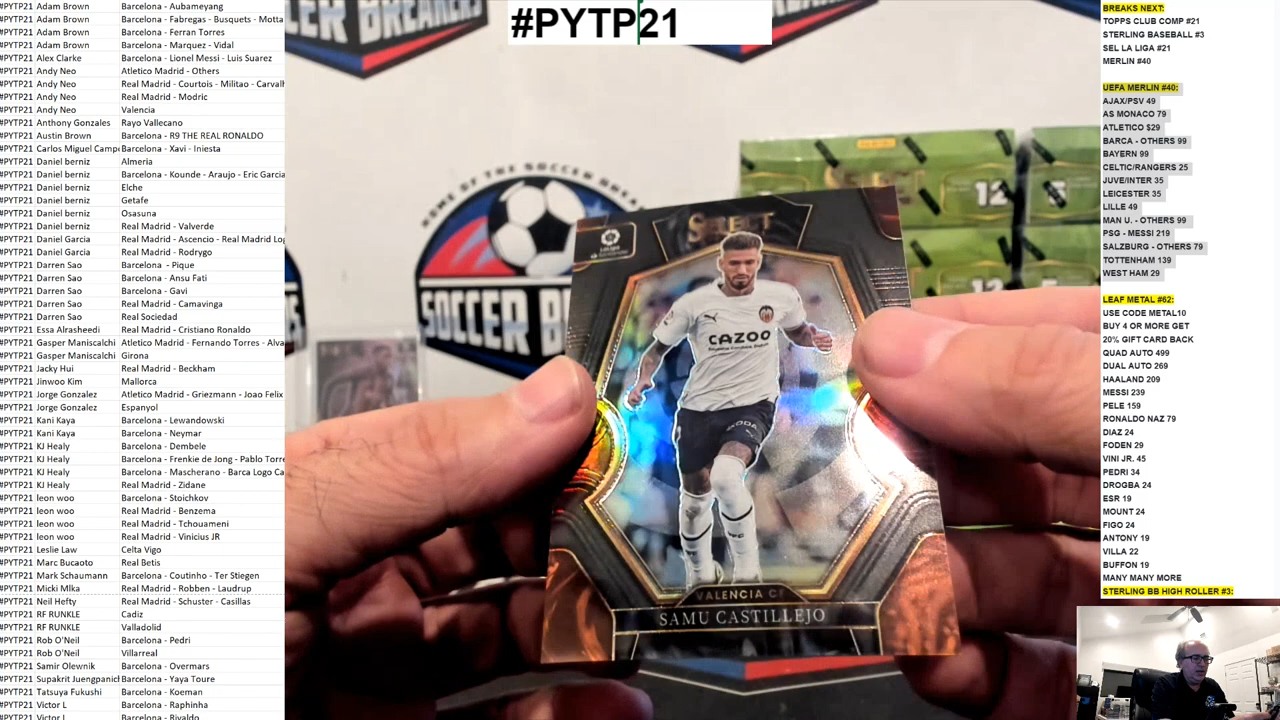 #PYTP21
#PYTP21 Adam Brown Barcelona - Aubameyang
#PYTP21 Adam Brown Barcelona - Fabregas - Busquets - Motta
#PYTP21 Adam Brown Barcelona - Ferran Torres
#PYTP21 Adam Brown Barcelona - Marquez - Vidal
#PYTP21 Alex Clarke Barcelona - Lionel Messi - Luis Suarez
#PYTP21 Andy Neo Atletico Madrid - Others
#PYTP21 Andy Neo Real Madrid - Courtois - Militao - Carvalh
#PYTP21 Andy Neo Real Madrid - Modric
#PYTP21 Andy Neo Valencia
#PYTP21 Anthony Gonzales Rayo Vallecano
#PYTP21 Austin Brown Barcelona - R9 THE REAL RONALDO
#PYTP21 Carlos Miguel Campo Barcelona - Xavi - Iniesta
#PYTP21 Daniel berniz Almeria
#PYTP21 Daniel berniz Barcelona - Kounde - Araujo - Eric Garcia
#PYTP21 Daniel berniz Elche
#PYTP21 Daniel berniz Getafe
#PYTP21 Daniel berniz Osasuna
#PYTP21 Daniel berniz Real Madrid - Valverde
#PYTP21 Daniel Garcia Real Madrid - Ascencio - Real Madrid Log
#PYTP21 Daniel Garcia Real Madrid - Rodrygo
#PYTP21 Darren Sao Barcelona - Pique
#PYTP21 Darren Sao Barcelona - Ansu Fati
#PYTP21 Darren Sao Barcelona - Gavi
#PYTP21 Darren Sao Real Madrid - Camavinga
#PYTP21 Darren Sao Real Sociedad
#PYTP21 Essa Alrasheedi Real Madrid - Cristiano Ronaldo
#PYTP21 Gasper Maniscalchi Atletico Madrid - Fernando Torres - Alva
#PYTP21 Gasper Maniscalchi Girona
#PYTP21 Jacky Hui Real Madrid - Beckham
#PYTP21 Jinwoo Kim Mallorca
#PYTP21 Jorge Gonzalez Atletico Madrid - Griezmann - Joao Felix
#PYTP21 Jorge Gonzalez Espanyol
#PYTP21 Kani Kaya Barcelona - Lewandowski
#PYTP21 Kani Kaya Barcelona - Neymar
#PYTP21 KJ Healy Barcelona - Dembele
#PYTP21 KJ Healy Barcelona - Frenkie de Jong - Pablo Torre
#PYTP21 KJ Healy Barcelona - Mascherano - Barca Logo Ca
#PYTP21 KJ Healy Real Madrid - Zidane
#PYTP21 leon woo Barcelona - Stoichkov
#PYTP21 leon woo Real Madrid - Benzema
#PYTP21 leon woo Real Madrid - Tchouameni
#PYTP21 leon woo Real Madrid - Vinicius JR
#PYTP21 Leslie Law Celta Vigo
#PYTP21 Marc Bucauto Real Betis
#PYTP21 Mark Schaumann Barcelona - Coutinho - Ter Stiegen
#PYTP21 Micki Mlka Real Madrid - Robben - Laudrup
#PYTP21 Neil Hefty Real Madrid - Schuster - Casillas
#PYTP21 RF RUNKLE Cadiz
#PYTP21 RF RUNKLE Valladolid
#PYTP21 Rob O'Neil Barcelona - Pedri
#PYTP21 Rob O'Neil Villarreal
#PYTP21 Samir Olewnik Barcelona - Overmars
#PYTP21 Supakrit Juengpanich Barcelona - Yaya Toure
#PYTP21 Tatsuya Fukushi Barcelona - Koeman
#PYTP21 Victor L Barcelona - Raphinha
#PYTP21 Victor L Barcelona - Rivaldo
SELECT
CAZOO
SKODA
VALENCIA CF
SAMU CASTILLEJO
SOCCER BR
SOCCER
12
12
BREAKS NEXT:
TOPPS CLUB COMP #21
STERLING BASEBALL #3
SEL LA LIGA #21
MERLIN #40
UEFA MERLIN #40:
AJAX/PSV 49
AS MONACO 79
ATLETICO $29
BARCA - OTHERS 99
BAYERN 99
CELTIC/RANGERS 25
JUVE/INTER 35
LEICESTER 35
LILLE 49
MAN U. - OTHERS 99
PSG - MESSI 219
SALZBURG - OTHERS 79
TOTTENHAM 139
WEST HAM 29
LEAF METAL #62:
USE CODE METAL10
BUY 4 OR MORE GET
20% GIFT CARD BACK
QUAD AUTO 499
DUAL AUTO 269
HAALAND 209
MESSI 239
PELE 159
RONALDO NAZ 79
DIAZ 24
FODEN 29
VINI JR. 45
PEDRI 34
DROGBA 24
ESR 19
MOUNT 24
FIGO 24
ANTONY 19
VILLA 22
BUFFON 19
MANY MANY MORE
STERLING BB HIGH ROLLER #3: